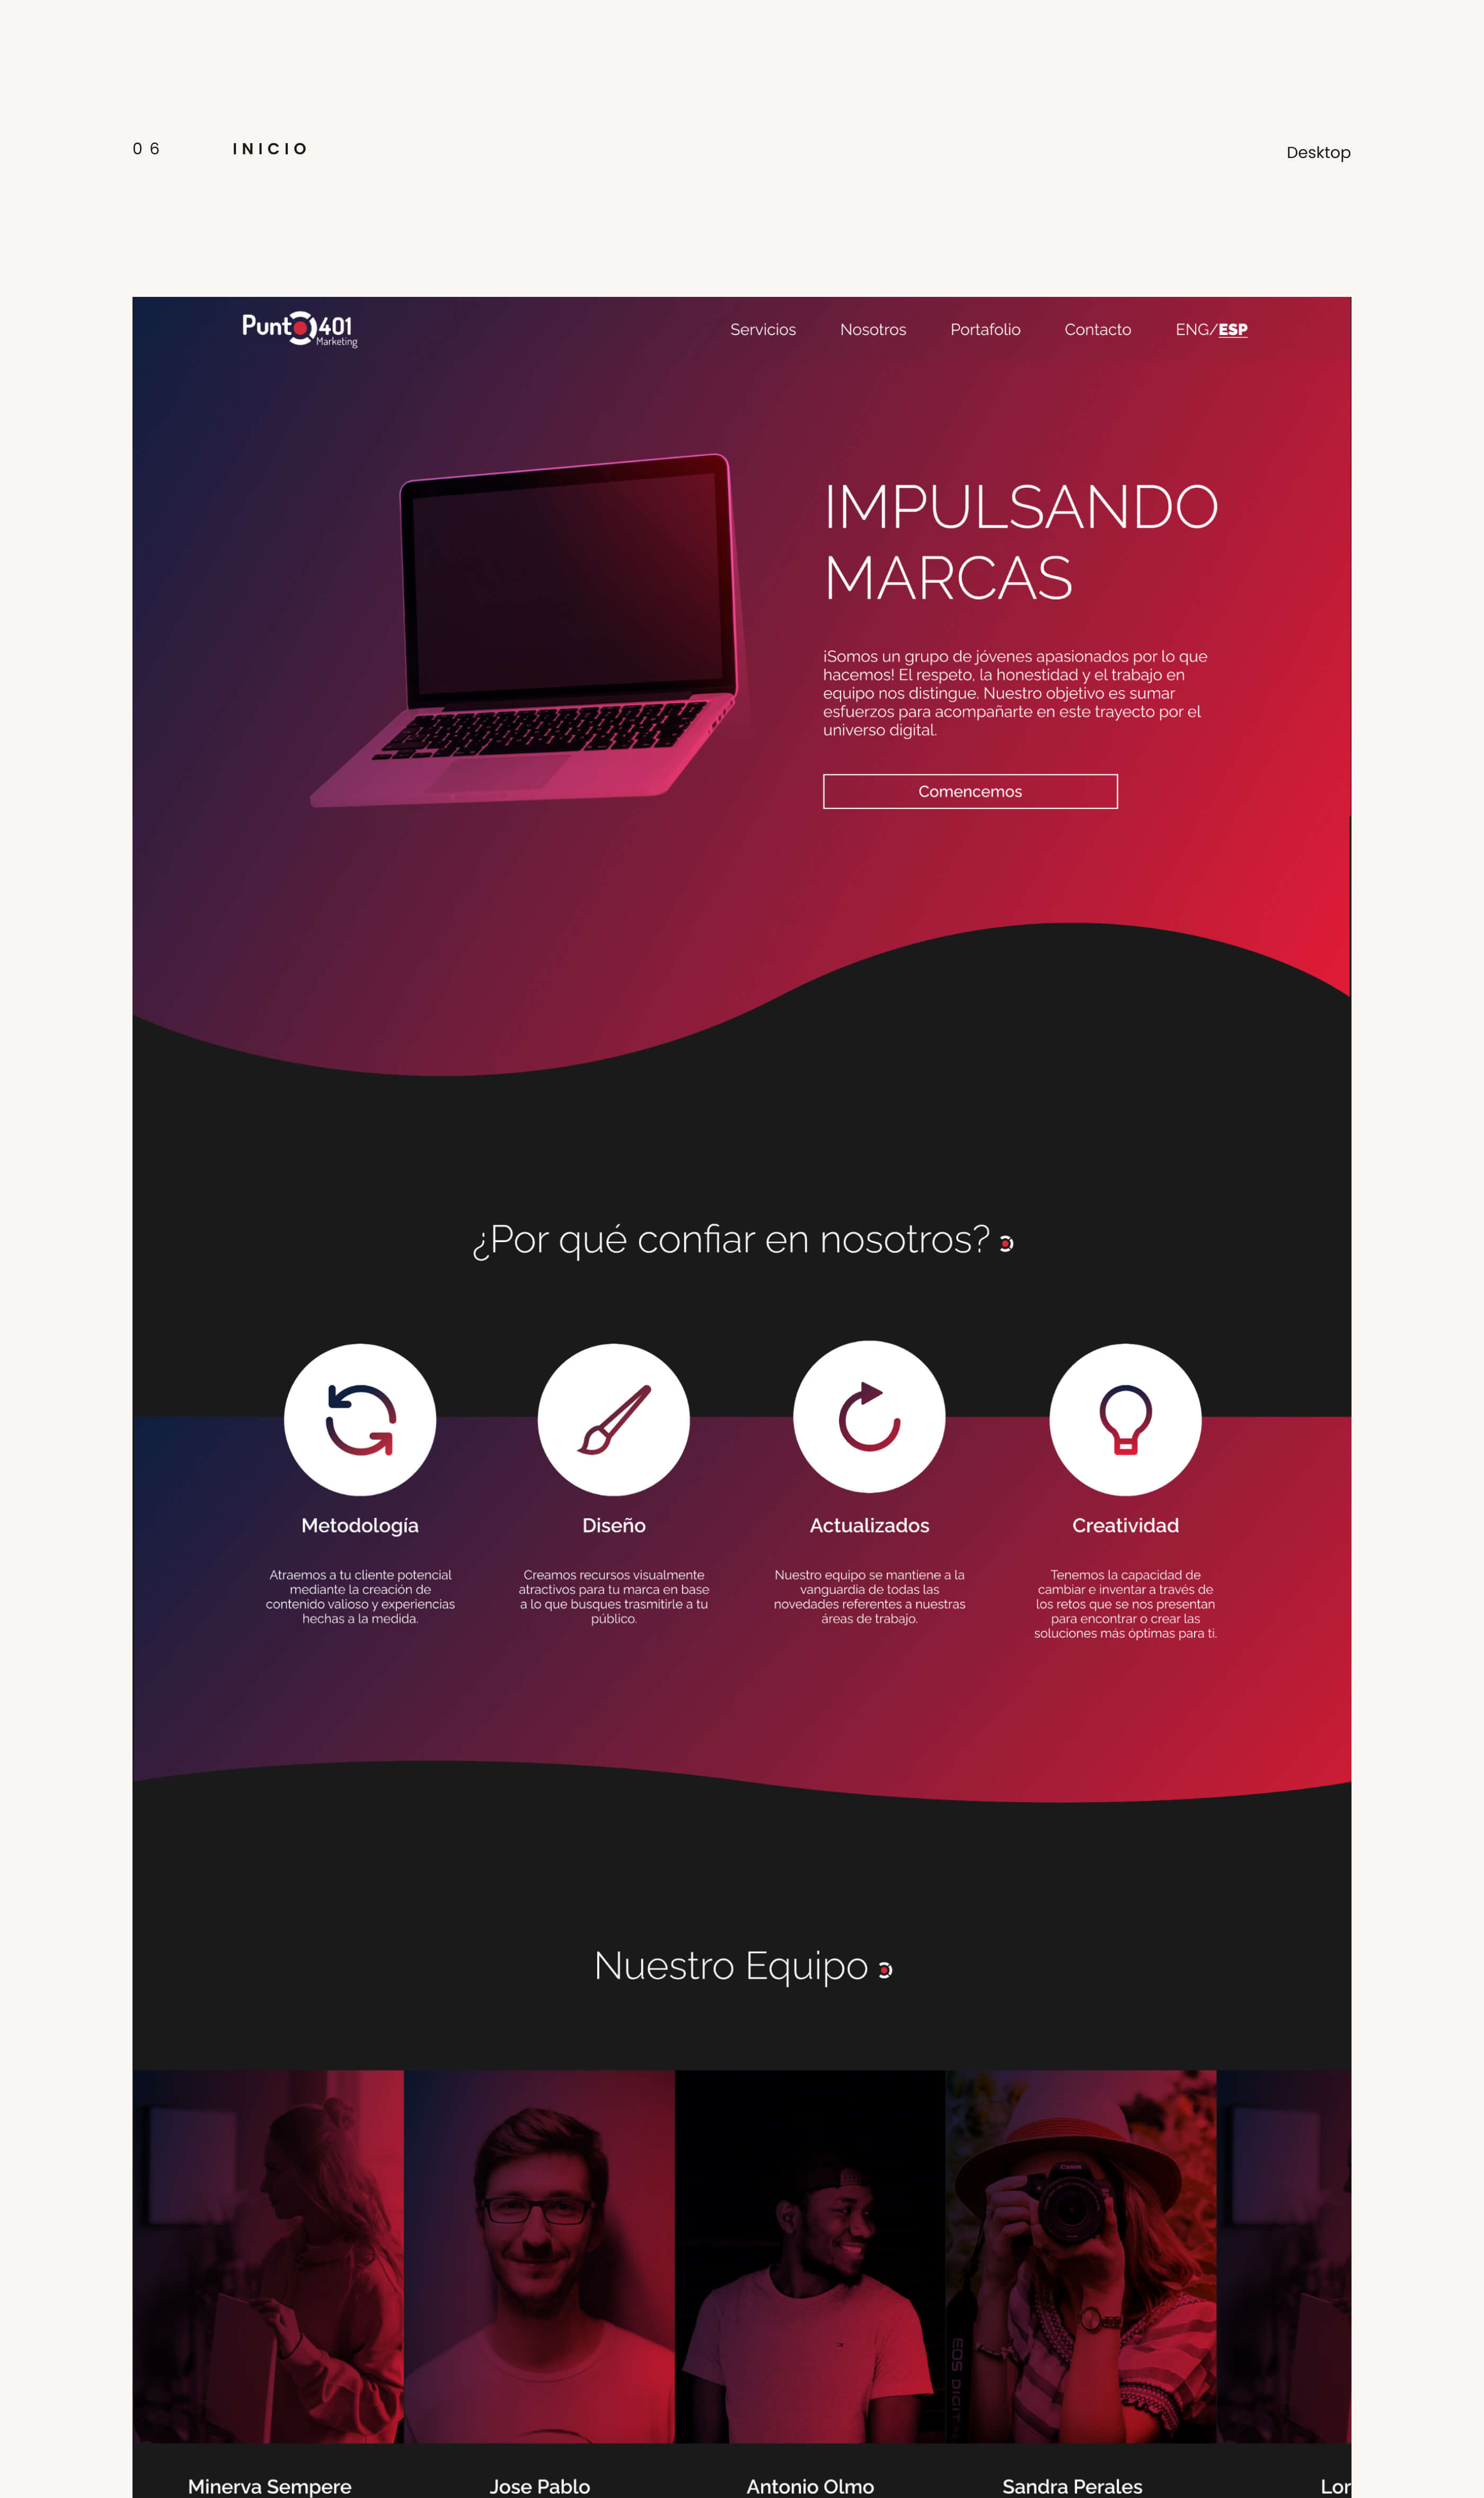 06 INICIO
Desktop
Punto401
Marketing
Servicios Nosotros Portafolio Contacto ENG/ESP
IMPULSANDO
MARCAS
¡Somos un grupo de jóvenes apasionados por lo que
hacemos! El respeto, la honestidad y el trabajo en
equipo nos distingue. Nuestro objetivo es sumar
esfuerzos para acompañarte en este trayecto por el
universo digital.
Comencemos
¿Por qué confiar en nosotros?
Metodología
Atraemos a tu cliente potencial
mediante la creación de
contenido valioso y experiencias
hechas a la medida.
Diseño
Creamos recursos visualmente
atractivos para tu marca en base
a lo que busques trasmitirle a tu
público.
Actualizados
Nuestro equipo se mantiene a la
vanguardia de todas las
novedades referentes a nuestras
áreas de trabajo.
Creatividad
Tenemos la capacidad de
cambiar e inventar a través de
los retos que se nos presentan
para encontrar o crear las
soluciones más óptimas para ti.
Nuestro Equipo
Canon
EOS DIGIT
Minerva Sempere
Jose Pablo
Antonio Olmo
Sandra Perales
Lor